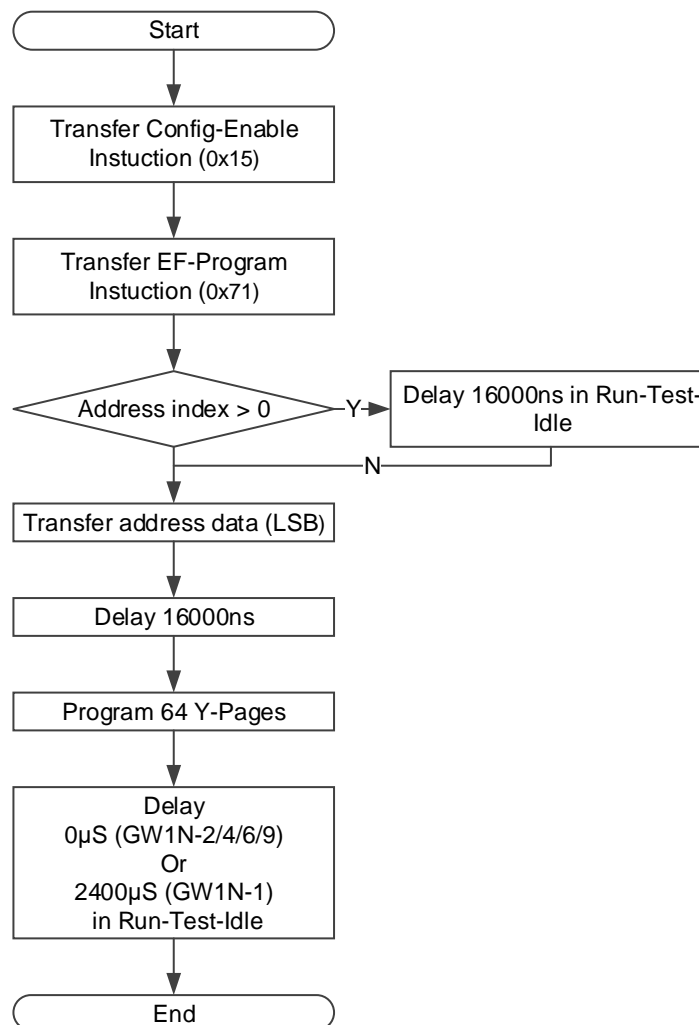 Start
Transfer Config-Enable
Instuction (0x15)
Transfer EF-Program
Instuction (0x71)
Address index > 0
Y
Delay 16000ns in Run-Test-
Idle
N
Transfer address data (LSB)
Delay 16000ns
Program 64 Y-Pages
Delay
0µS (GW1N-2/4/6/9)
Or
2400µS (GW1N-1)
in Run-Test-Idle
End